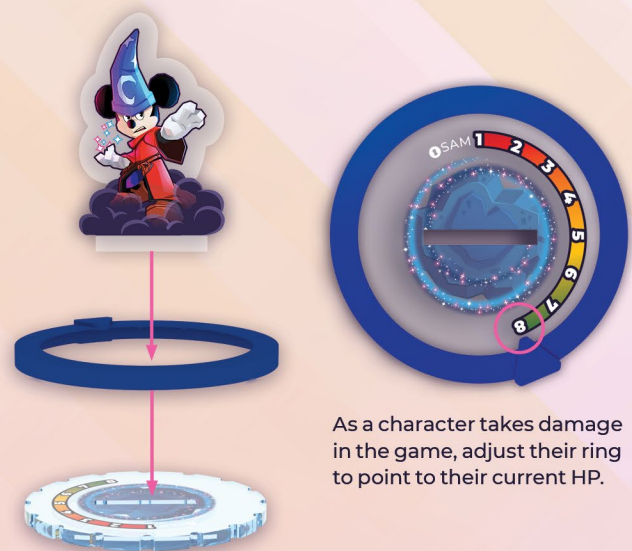 ❶SAM 1 2 3 4 5 6 7 8
As a character takes damage
in the game, adjust their ring
to point to their current HP.